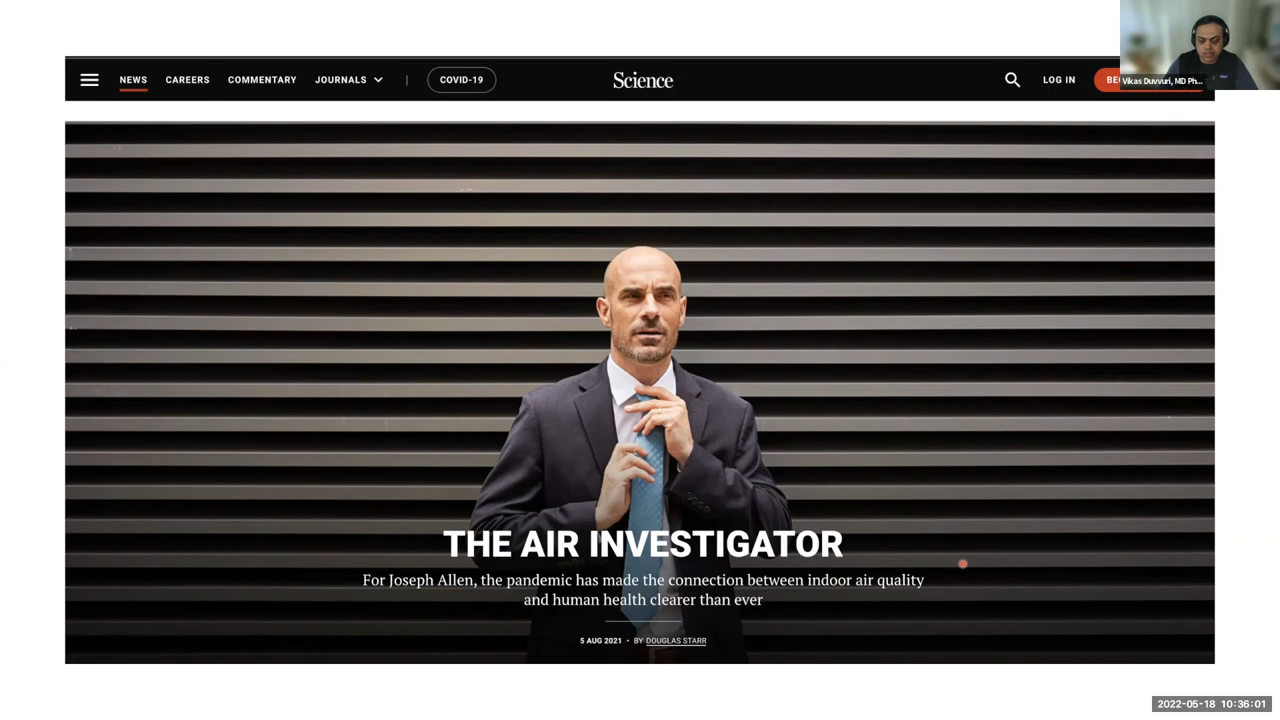 NEWS CAREERS COMMENTARY JOURNALS | COVID-19 Science LOG IN
Vikas Duvvuri, MD Ph...
THE AIR INVESTIGATOR
For Joseph Allen, the pandemic has made the connection between indoor air quality
and human health clearer than ever
5 AUG 2021 • BY DOUGLAS STARR
2022-05-18 10:36:01